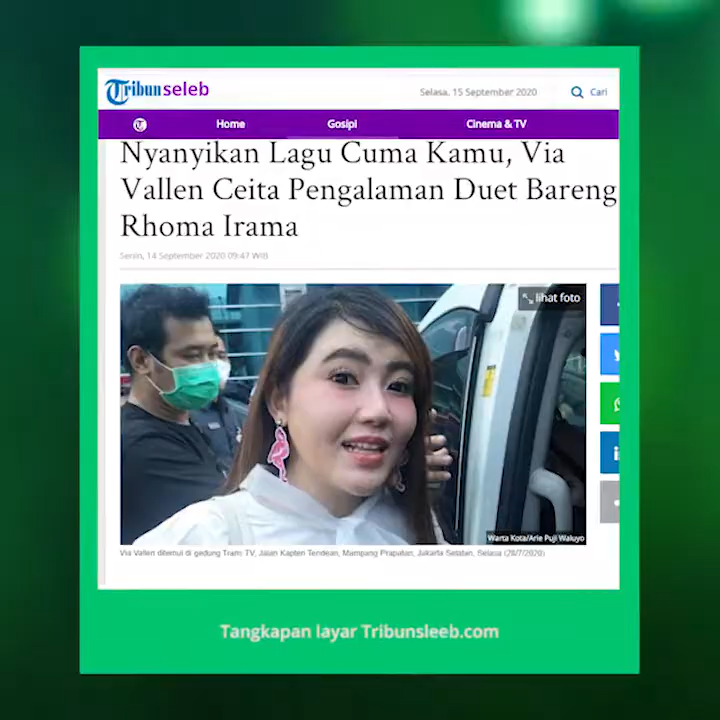 Tribunseleb
Selasa, 15 September 2020
Cari
Home
Gosip!
Cinema & TV
Nyanyikan Lagu Cuma Kamu, Via
Vallen Ceita Pengalaman Duet Bareng
Rhoma Irama
Senin, 14 September 2020 09:47 WIB
lihat foto
Warta Kota/Arie Puji Waluyo
Via Vallen ditemui di gedung Trans TV, Jalan Kapten Tendean, Mampang Prapatan, Jakarta Selatan, Selasa (28/7/2020)
Tangkapan layar Tribunsleeb.com